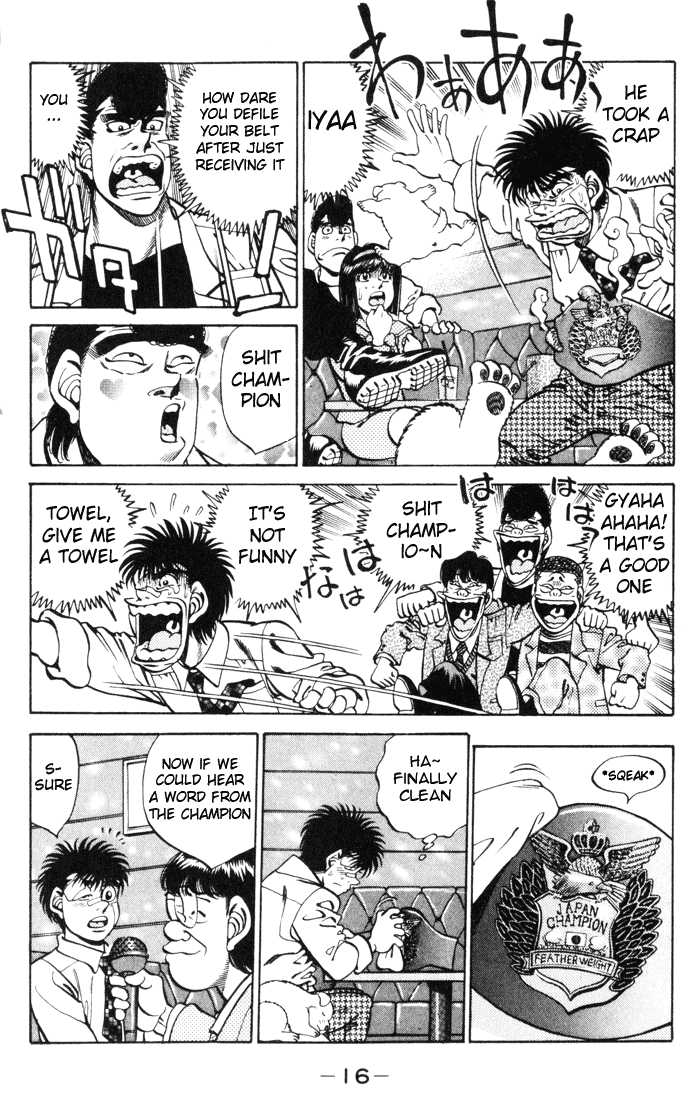 わぁぁああ、
HE
TOOK A
CRAP
IYAA
HOW DARE
YOU DEFILE
YOUR BELT
AFTER JUST
RECEIVING IT
YOU
...
ガタン
SHIT
CHAM-
PION
GYAHA
AHAHA!
THAT'S
A GOOD
ONE
はは
はっ
SHIT
CHAMP-
IO~N
なはは
IT'S
NOT
FUNNY
TOWEL,
GIVE ME
A TOWEL
*SQEAK*
JAPAN
CHAMPION
FEATHER WEIGHT
HA~
FINALLY
CLEAN
NOW IF WE
COULD HEAR
A WORD FROM
THE CHAMPION
S-
SURE
—16—